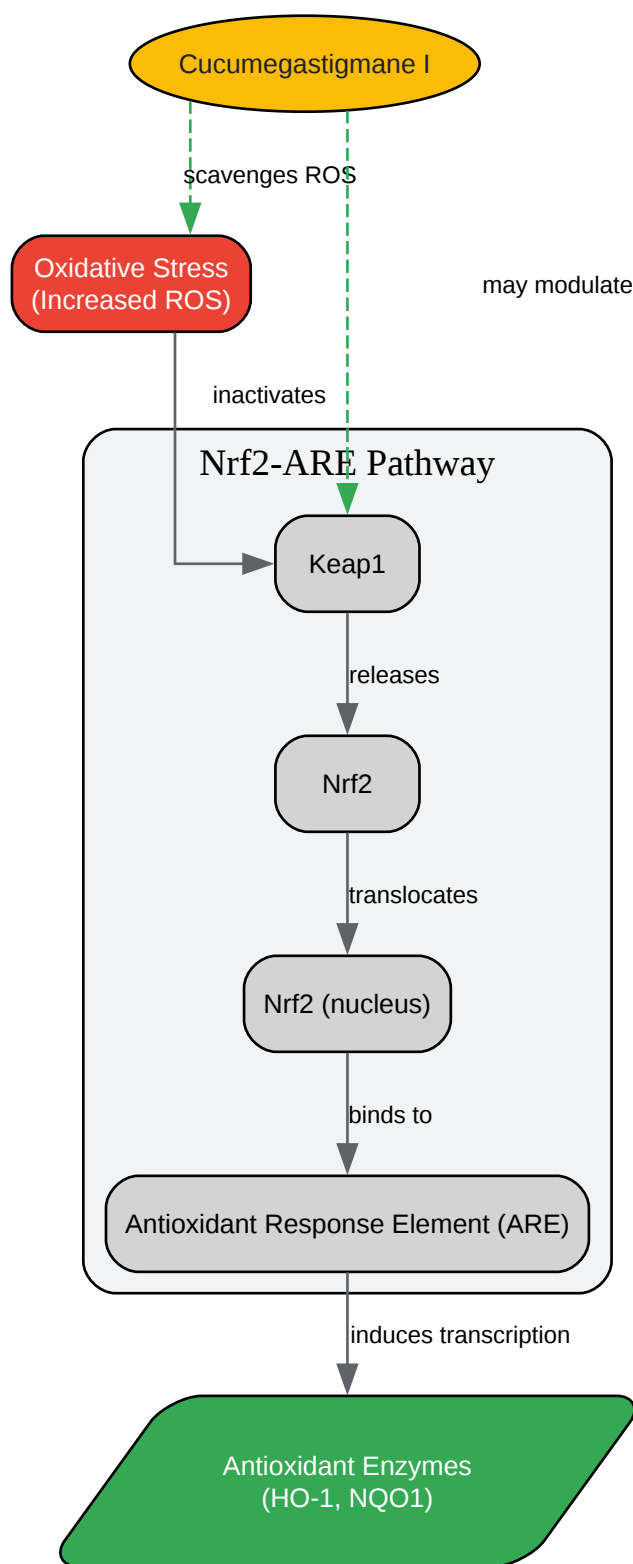 Cucumegastigmane I
scavenges ROS
Oxidative Stress
(Increased ROS)
may modulate
inactivates
Nrf2-ARE Pathway
Keap1
releases
Nrf2
translocates
Nrf2 (nucleus)
binds to
Antioxidant Response Element (ARE)
induces transcription
Antioxidant Enzymes
(HO-1, NQO1)